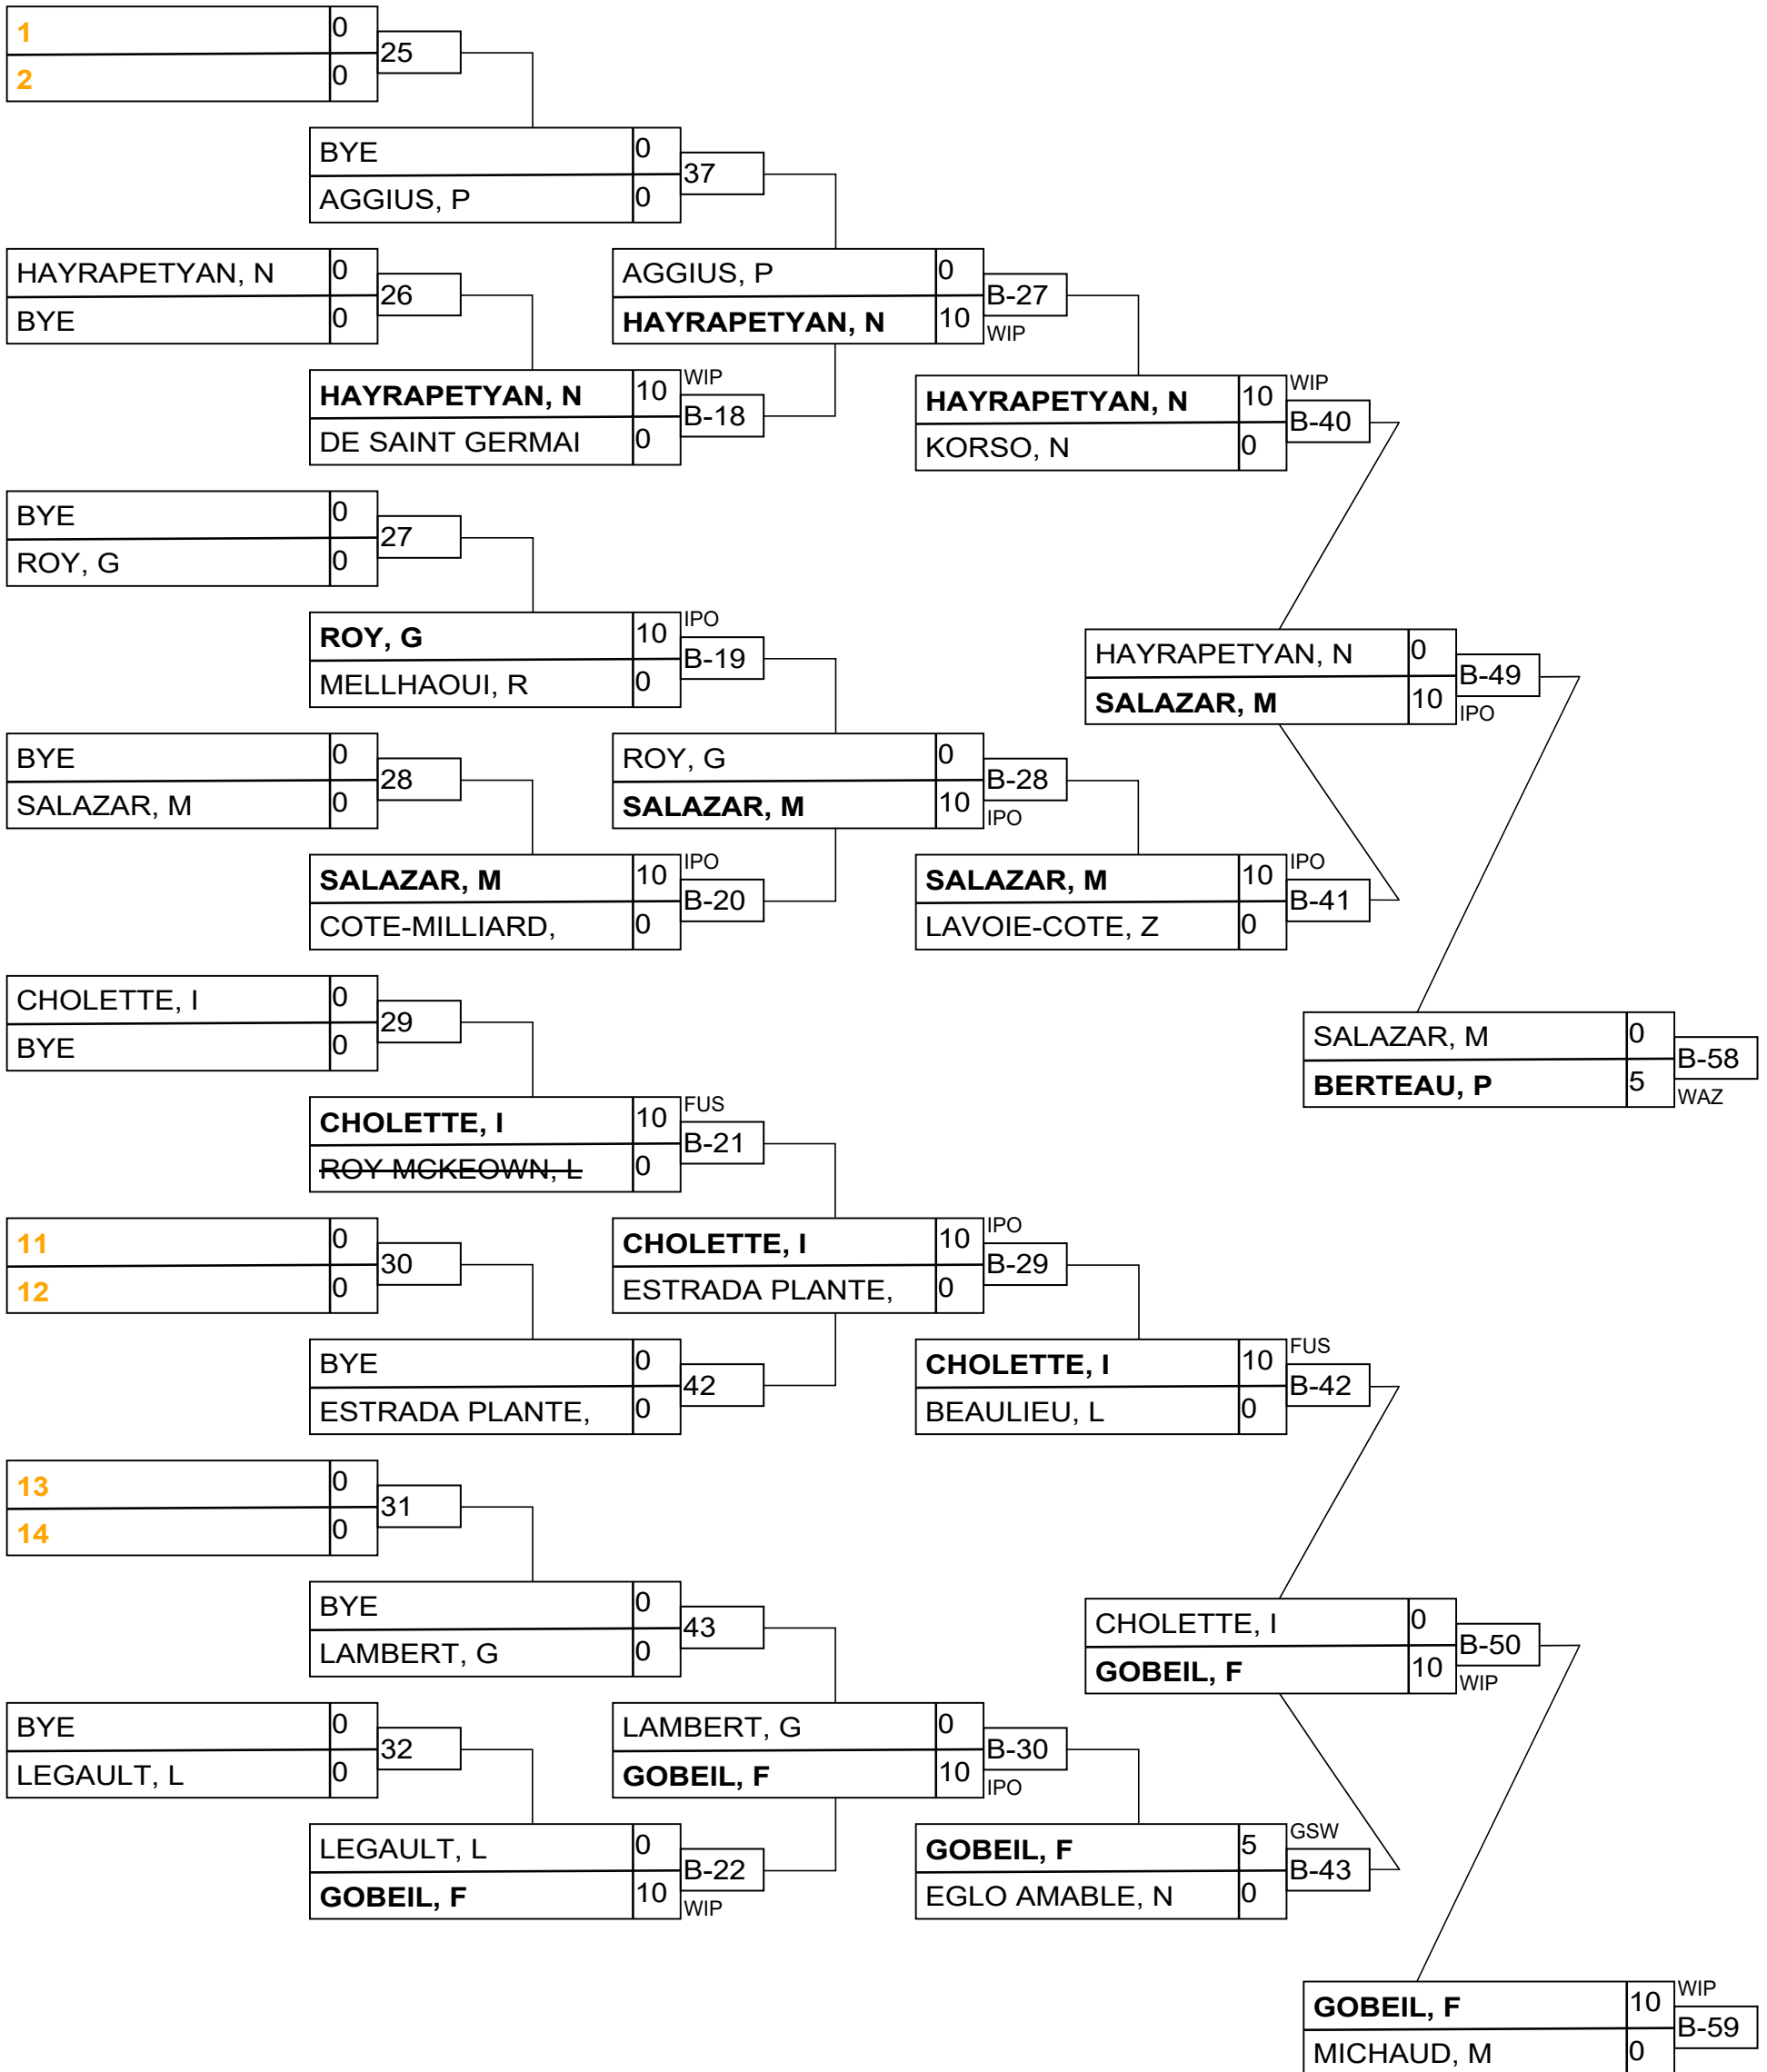 1 0
25
2 0
BYE 0
37
AGGIUS, P 0
HAYRAPETYAN, N 0
26
BYE 0
AGGIUS, P 0
B-27
HAYRAPETYAN, N 10
WIP
HAYRAPETYAN, N 10 WIP
B-18
DE SAINT GERMAI 0
HAYRAPETYAN, N 10 WIP
B-40
KORSO, N 0
BYE 0
27
ROY, G 0
ROY, G 10 IPO
B-19
MELLHAOUI, R 0
HAYRAPETYAN, N 0
B-49
SALAZAR, M 10
IPO
BYE 0
28
SALAZAR, M 0
ROY, G 0
B-28
SALAZAR, M 10
IPO
SALAZAR, M 10 IPO
B-20
COTE-MILLIARD, 0
SALAZAR, M 10 IPO
B-41
LAVOIE-COTE, Z 0
CHOLETTE, I 0
29
BYE 0
SALAZAR, M 0
B-58
BERTEAU, P 5
WAZ
CHOLETTE, I 10 FUS
B-21
ROY MCKEOWN, L 0
11 0
30
12 0
CHOLETTE, I 10 IPO
B-29
ESTRADA PLANTE, 0
BYE 0
42
ESTRADA PLANTE, 0
CHOLETTE, I 10 FUS
B-42
BEAULIEU, L 0
13 0
31
14 0
BYE 0
43
LAMBERT, G 0
CHOLETTE, I 0
B-50
GOBEIL, F 10
WIP
BYE 0
32
LEGAULT, L 0
LAMBERT, G 0
B-30
GOBEIL, F 10
IPO
LEGAULT, L 0
B-22
GOBEIL, F 10
WIP
GOBEIL, F 5 GSW
B-43
EGLO AMABLE, N 0
GOBEIL, F 10 WIP
B-59
MICHAUD, M 0